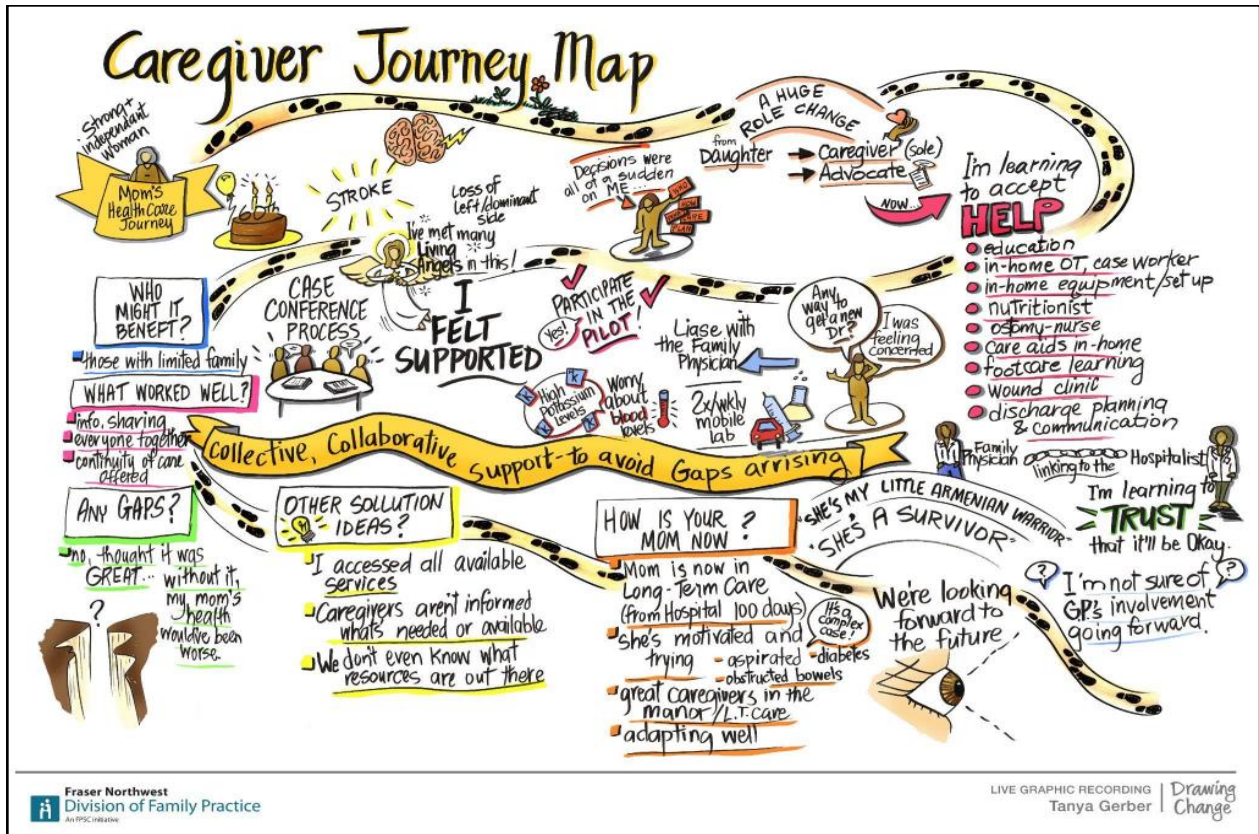 Caregiver Journey Map
Strong +
independant
woman
Mom's
Health Care
Journey
STROKE
Loss of
left/dominant
side
I've met many
Living
Angels in this!
Decisions were
all of a sudden
on ME...
WHO
HOW
CARE
PLAN
A HUGE
ROLE CHANGE
from
Daughter
Caregiver (sole)
Advocate
NOW...
I'm learning
to accept
HELP
education
in-home OT, case worker
in-home equipment/set up
nutritionist
ostomy-nurse
care aids in-home
footcare learning
wound clinic
discharge planning
& communication
Family
Physician
linking to the
Hospitalist
I'm learning to
TRUST
that it'll be Okay.
? ?
I'm not sure of
GP's involvement
going forward.
WHO
MIGHT IT
BENEFIT?
those with limited family
WHAT WORKED WELL?
info, sharing
everyone together
continuity of care
offered
CASE
CONFERENCE
PROCESS
I
FELT
SUPPORTED
PARTICIPATE
IN THE
PILOT!
Yes!
Liase with
the Family
Physician
Any
way to
get a new
Dr?
I was
feeling
concerned
K K K K
High
Potassium
Levels
Worry
about
blood
levels
2x/wkly
mobile
lab
Collective, Collaborative Support-to avoid Gaps arrising
ANY GAPS?
no, thought it was
GREAT...
without it,
my mom's
health
would've been
worse.
?
OTHER SOLLUTION
IDEAS?
I accessed all available
services
Caregivers aren't informed
what's needed or available
We don't even know what
resources are out there
HOW IS YOUR
MOM NOW ?
Mom is now in
Long-Term Care
(from Hospital 100 days)
It's a
complex
case!
She's motivated and
trying
-aspirated -diabetes
-obstructed bowels
great caregivers in the
manor/L.T. care
adapting well
"SHE'S MY LITTLE ARMENIAN WARRIOR"
"SHE'S A SURVIVOR"
We're looking
forward to
the future
Fraser Northwest
Division of Family Practice
An FPSC initiative
LIVE GRAPHIC RECORDING
Tanya Gerber
Drawing
Change